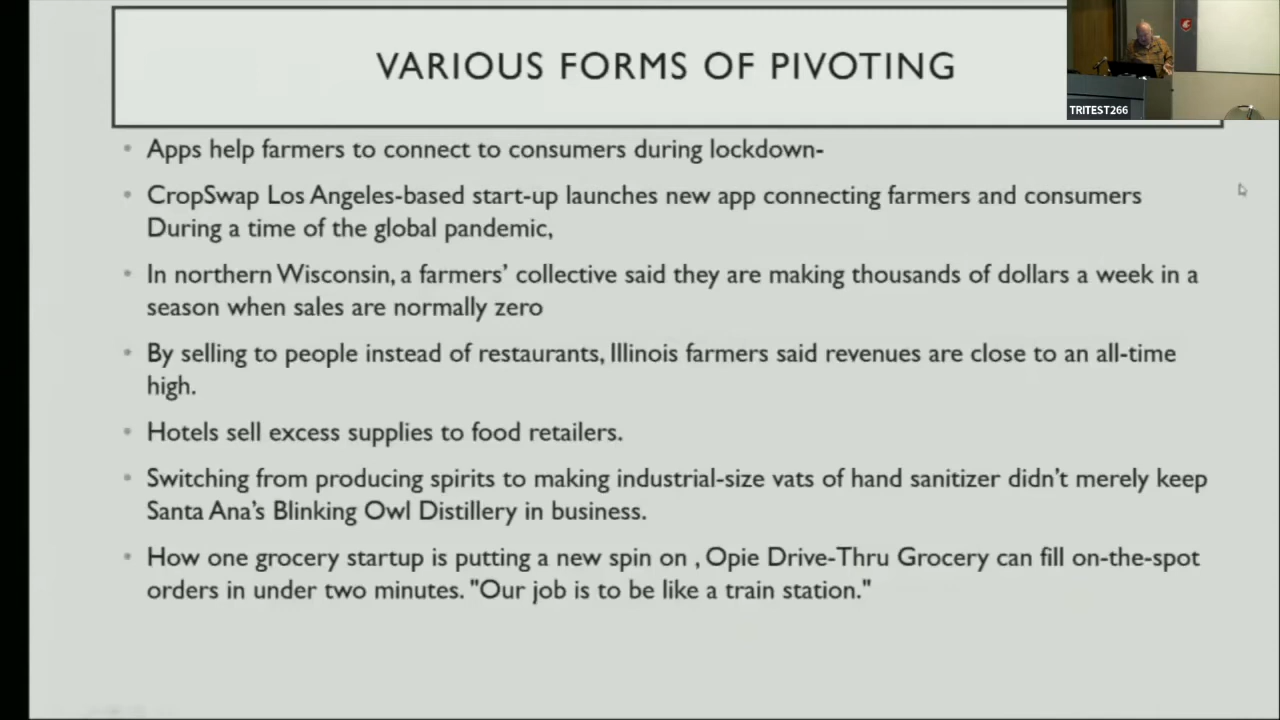 VARIOUS FORMS OF PIVOTING
TRITEST266
Apps help farmers to connect to consumers during lockdown-
CropSwap Los Angeles-based start-up launches new app connecting farmers and consumers
During a time of the global pandemic,
In northern Wisconsin, a farmers’ collective said they are making thousands of dollars a week in a
season when sales are normally zero
By selling to people instead of restaurants, Illinois farmers said revenues are close to an all-time
high.
Hotels sell excess supplies to food retailers.
Switching from producing spirits to making industrial-size vats of hand sanitizer didn’t merely keep
Santa Ana’s Blinking Owl Distillery in business.
How one grocery startup is putting a new spin on , Opie Drive-Thru Grocery can fill on-the-spot
orders in under two minutes. "Our job is to be like a train station."